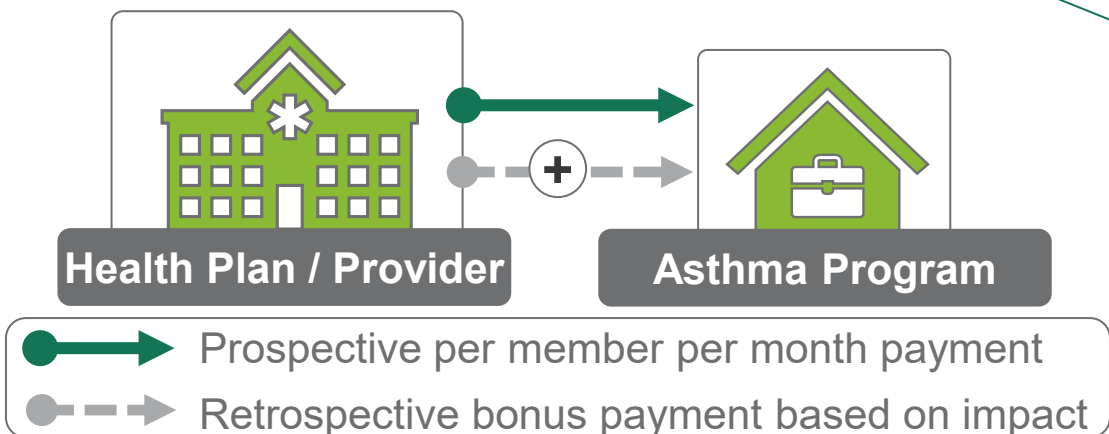 +
Health Plan / Provider
Asthma Program
Prospective per member per month payment
Retrospective bonus payment based on impact